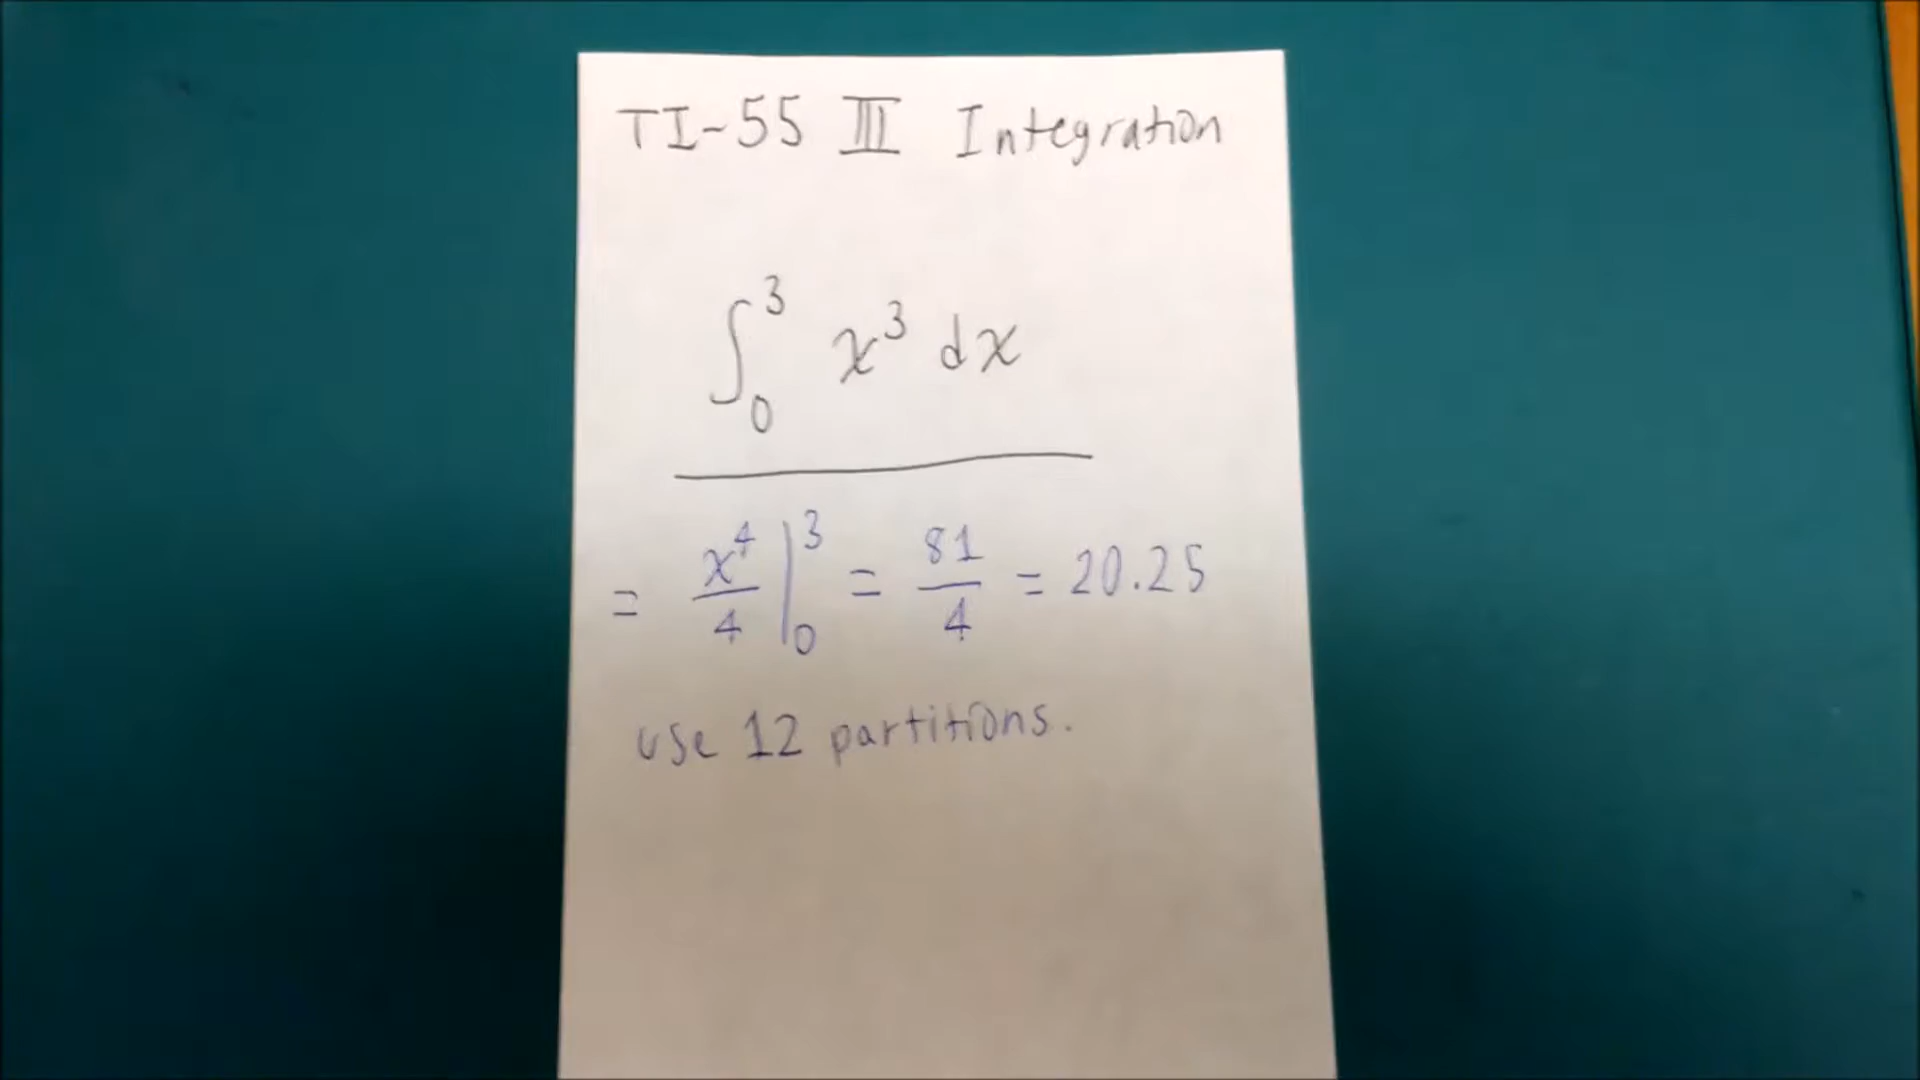 TI-55 III Integration
∫₀³ x³ dx
= x⁴/4 |₀³ = 81/4 = 20.25
use 12 partitions.